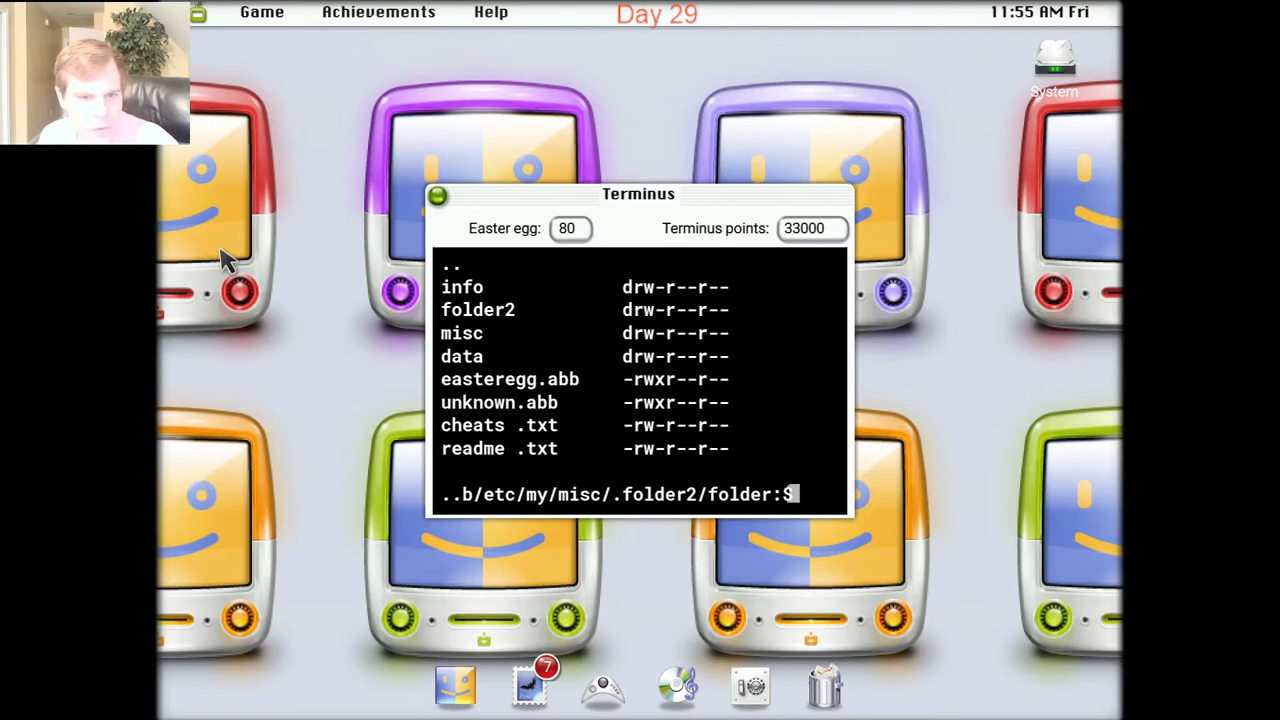 Game Achievements Help Day 29 11:55 AM Fri
System
Terminus
Easter egg: 80 Terminus points: 33000
..
info drw-r--r--
folder2 drw-r--r--
misc drw-r--r--
data drw-r--r--
easteregg.abb -rwxr--r--
unknown.abb -rwxr--r--
cheats .txt -rw-r--r--
readme .txt -rw-r--r--
..b/etc/my/misc/.folder2/folder:$
7